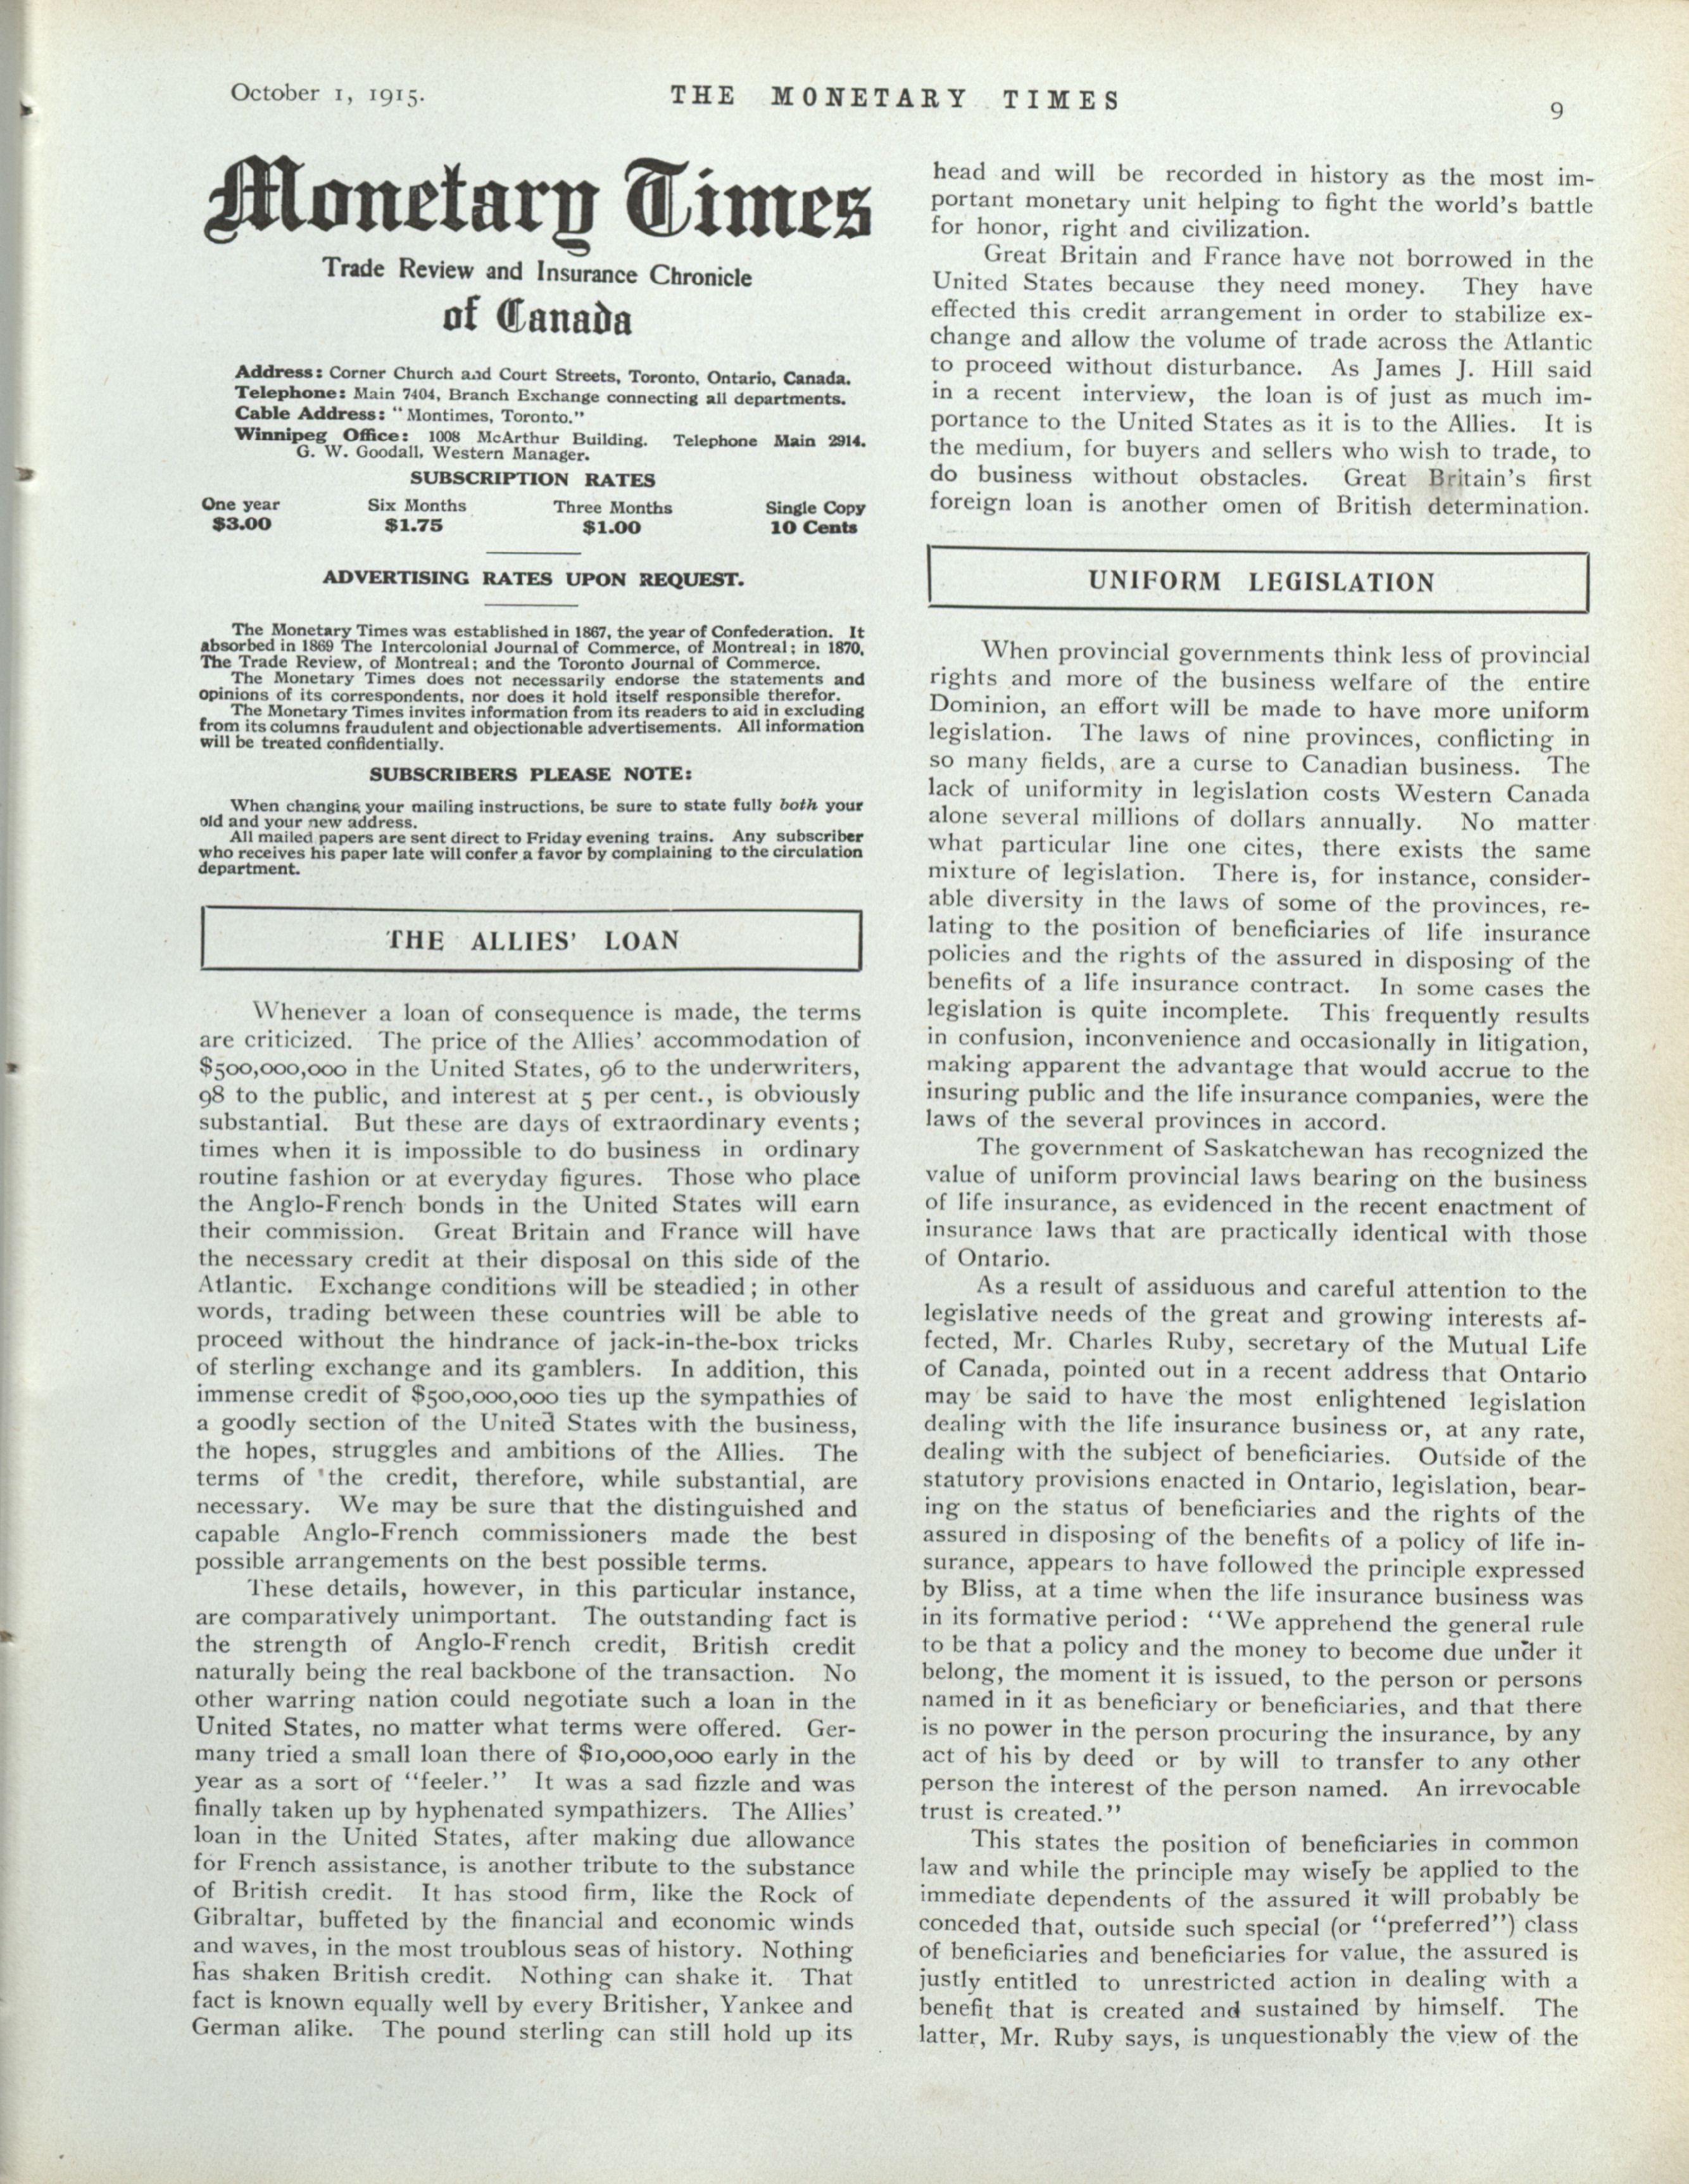 October 1, 1915.
THE MONETARY TIMES
9
Monetary Times
Trade Review and Insurance Chronicle
of Canada
Address: Corner Church and Court Streets, Toronto, Ontario, Canada.
Telephone: Main 7404, Branch Exchange connecting all departments.
Cable Address: "Montimes, Toronto."
Winnipeg Office: 1008 McArthur Building. Telephone Main 2914.
G. W. Goodall, Western Manager.
SUBSCRIPTION RATES
One year Six Months Three Months Single Copy
$3.00 $1.75 $1.00 10 Cents
ADVERTISING RATES UPON REQUEST.
The Monetary Times was established in 1867, the year of Confederation. It
absorbed in 1869 The Intercolonial Journal of Commerce, of Montreal; in 1870,
The Trade Review, of Montreal; and the Toronto Journal of Commerce.
The Monetary Times does not necessarily endorse the statements and
opinions of its correspondents, nor does it hold itself responsible therefor.
The Monetary Times invites information from its readers to aid in excluding
from its columns fraudulent and objectionable advertisements. All information
will be treated confidentially.
SUBSCRIBERS PLEASE NOTE:
When changing your mailing instructions, be sure to state fully both your
old and your new address.
All mailed papers are sent direct to Friday evening trains. Any subscriber
who receives his paper late will confer a favor by complaining to the circulation
department.
THE ALLIES' LOAN
Whenever a loan of consequence is made, the terms
are criticized. The price of the Allies' accommodation of
$500,000,000 in the United States, 96 to the underwriters,
98 to the public, and interest at 5 per cent., is obviously
substantial. But these are days of extraordinary events;
times when it is impossible to do business in ordinary
routine fashion or at everyday figures. Those who place
the Anglo-French bonds in the United States will earn
their commission. Great Britain and France will have
the necessary credit at their disposal on this side of the
Atlantic. Exchange conditions will be steadied; in other
words, trading between these countries will be able to
proceed without the hindrance of jack-in-the-box tricks
of sterling exchange and its gamblers. In addition, this
immense credit of $500,000,000 ties up the sympathies of
a goodly section of the United States with the business,
the hopes, struggles and ambitions of the Allies. The
terms of the credit, therefore, while substantial, are
necessary. We may be sure that the distinguished and
capable Anglo-French commissioners made the best
possible arrangements on the best possible terms.
These details, however, in this particular instance,
are comparatively unimportant. The outstanding fact is
the strength of Anglo-French credit, British credit
naturally being the real backbone of the transaction. No
other warring nation could negotiate such a loan in the
United States, no matter what terms were offered. Ger-
many tried a small loan there of $10,000,000 early in the
year as a sort of "feeler." It was a sad fizzle and was
finally taken up by hyphenated sympathizers. The Allies'
loan in the United States, after making due allowance
for French assistance, is another tribute to the substance
of British credit. It has stood firm, like the Rock of
Gibraltar, buffeted by the financial and economic winds
and waves, in the most troublous seas of history. Nothing
has shaken British credit. Nothing can shake it. That
fact is known equally well by every Britisher, Yankee and
German alike. The pound sterling can still hold up its
head and will be recorded in history as the most im-
portant monetary unit helping to fight the world's battle
for honor, right and civilization.
Great Britain and France have not borrowed in the
United States because they need money. They have
effected this credit arrangement in order to stabilize ex-
change and allow the volume of trade across the Atlantic
to proceed without disturbance. As James J. Hill said
in a recent interview, the loan is of just as much im-
portance to the United States as it is to the Allies. It is
the medium, for buyers and sellers who wish to trade, to
do business without obstacles. Great Britain's first
foreign loan is another omen of British determination.
UNIFORM LEGISLATION
When provincial governments think less of provincial
rights and more of the business welfare of the entire
Dominion, an effort will be made to have more uniform
legislation. The laws of nine provinces, conflicting in
so many fields, are a curse to Canadian business. The
lack of uniformity in legislation costs Western Canada
alone several millions of dollars annually. No matter
what particular line one cites, there exists the same
mixture of legislation. There is, for instance, consider-
able diversity in the laws of some of the provinces, re-
lating to the position of beneficiaries of life insurance
policies and the rights of the assured in disposing of the
benefits of a life insurance contract. In some cases the
legislation is quite incomplete. This frequently results
in confusion, inconvenience and occasionally in litigation,
making apparent the advantage that would accrue to the
insuring public and the life insurance companies, were the
laws of the several provinces in accord.
The government of Saskatchewan has recognized the
value of uniform provincial laws bearing on the business
of life insurance, as evidenced in the recent enactment of
insurance laws that are practically identical with those
of Ontario.
As a result of assiduous and careful attention to the
legislative needs of the great and growing interests af-
fected, Mr. Charles Ruby, secretary of the Mutual Life
of Canada, pointed out in a recent address that Ontario
may be said to have the most enlightened legislation
dealing with the life insurance business or, at any rate,
dealing with the subject of beneficiaries. Outside of the
statutory provisions enacted in Ontario, legislation, bear-
ing on the status of beneficiaries and the rights of the
assured in disposing of the benefits of a policy of life in-
surance, appears to have followed the principle expressed
by Bliss, at a time when the life insurance business was
in its formative period: "We apprehend the general rule
to be that a policy and the money to become due under it
belong, the moment it is issued, to the person or persons
named in it as beneficiary or beneficiaries, and that there
is no power in the person procuring the insurance, by any
act of his by deed or by will to transfer to any other
person the interest of the person named. An irrevocable
trust is created."
This states the position of beneficiaries in common
law and while the principle may wisely be applied to the
immediate dependents of the assured it will probably be
conceded that, outside such special (or "preferred") class
of beneficiaries and beneficiaries for value, the assured is
justly entitled to unrestricted action in dealing with a
benefit that is created and sustained by himself. The
latter, Mr. Ruby says, is unquestionably the view of the